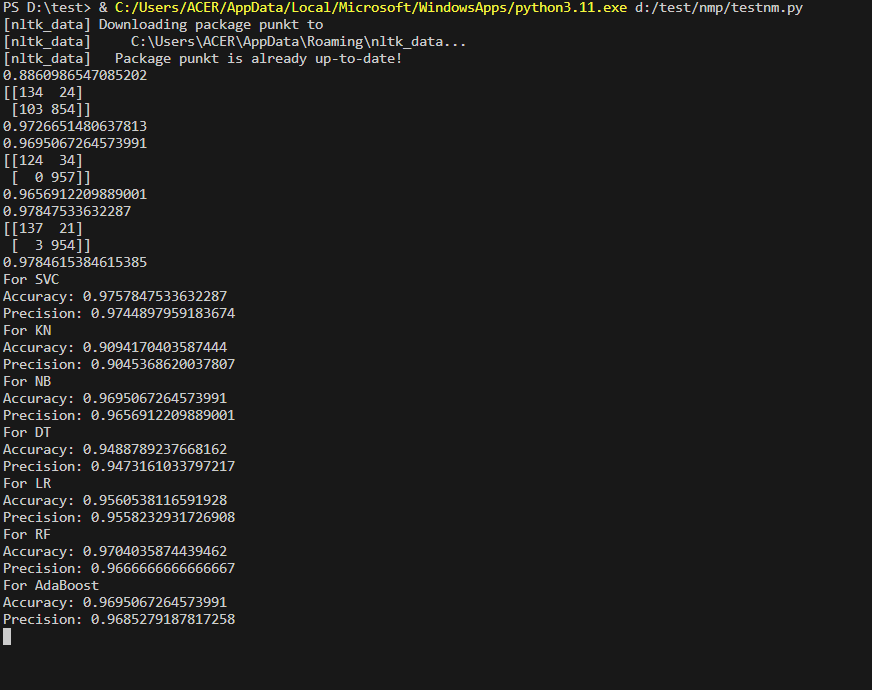 PS D:\test> & C:/Users/ACER/AppData/Local/Microsoft/WindowsApps/python3.11.exe d:/test/nmp/testnm.py
[nltk_data] Downloading package punkt to
[nltk_data]     C:\Users\ACER\AppData\Roaming\nltk_data...
[nltk_data]   Package punkt is already up-to-date!
0.8860986547085202
[[134  24]
 [103 854]]
0.9726651480637813
0.9695067264573991
[[124  34]
 [  0 957]]
0.9656912209889001
0.97847533632287
[[137  21]
 [  3 954]]
0.9784615384615385
For SVC
Accuracy: 0.9757847533632287
Precision: 0.9744897959183674
For KN
Accuracy: 0.9094170403587444
Precision: 0.9045368620037807
For NB
Accuracy: 0.9695067264573991
Precision: 0.9656912209889001
For DT
Accuracy: 0.9488789237668162
Precision: 0.9473161033797217
For LR
Accuracy: 0.9560538116591928
Precision: 0.9558232931726908
For RF
Accuracy: 0.9704035874439462
Precision: 0.9666666666666667
For AdaBoost
Accuracy: 0.9695067264573991
Precision: 0.9685279187817258